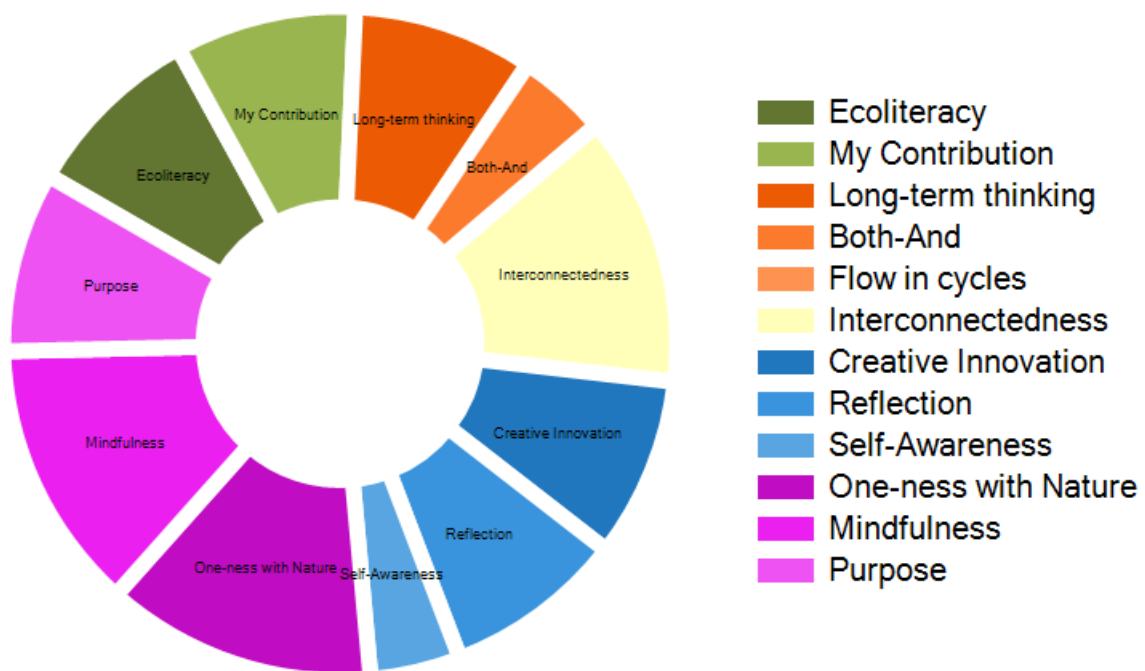 My Contribution
Long-term thinking
Both-And
Ecoliteracy
Interconnectedness
Purpose
Creative Innovation
Mindfulness
Reflection
One-ness with Nature
Self-Awareness
Ecoliteracy
My Contribution
Long-term thinking
Both-And
Flow in cycles
Interconnectedness
Creative Innovation
Reflection
Self-Awareness
One-ness with Nature
Mindfulness
Purpose